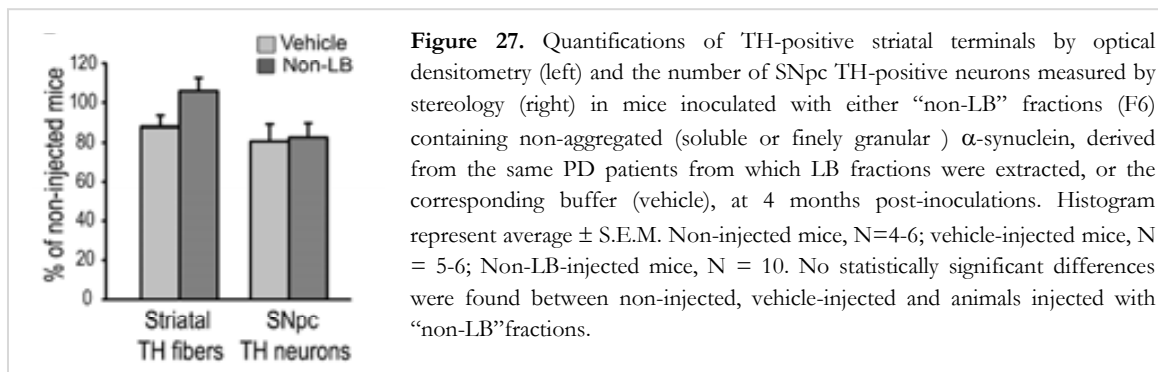 Vehicle
Non-LB
% of non-injected mice
120
100
80
60
40
20
0
Striatal
TH fibers
SNpc
TH neurons
Figure 27. Quantifications of TH-positive striatal terminals by optical
densitometry (left) and the number of SNpc TH-positive neurons measured by
stereology (right) in mice inoculated with either “non-LB” fractions (F6)
containing non-aggregated (soluble or finely granular ) α-synuclein, derived
from the same PD patients from which LB fractions were extracted, or the
corresponding buffer (vehicle), at 4 months post-inoculations. Histogram
represent average ± S.E.M. Non-injected mice, N=4-6; vehicle-injected mice, N
= 5-6; Non-LB-injected mice, N = 10. No statistically significant differences
were found between non-injected, vehicle-injected and animals injected with
“non-LB”fractions.